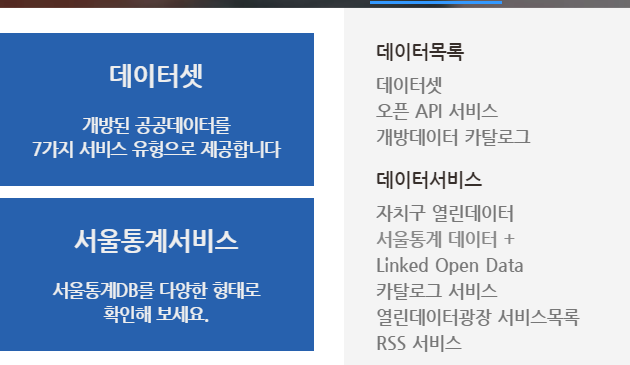 데이터셋
개방된 공공데이터를
7가지 서비스 유형으로 제공합니다
서울통계서비스
서울통계DB를 다양한 형태로
확인해 보세요.
데이터목록
데이터셋
오픈 API 서비스
개방데이터 카탈로그
데이터서비스
자치구 열린데이터
서울통계 데이터 +
Linked Open Data
카탈로그 서비스
열린데이터광장 서비스목록
RSS 서비스